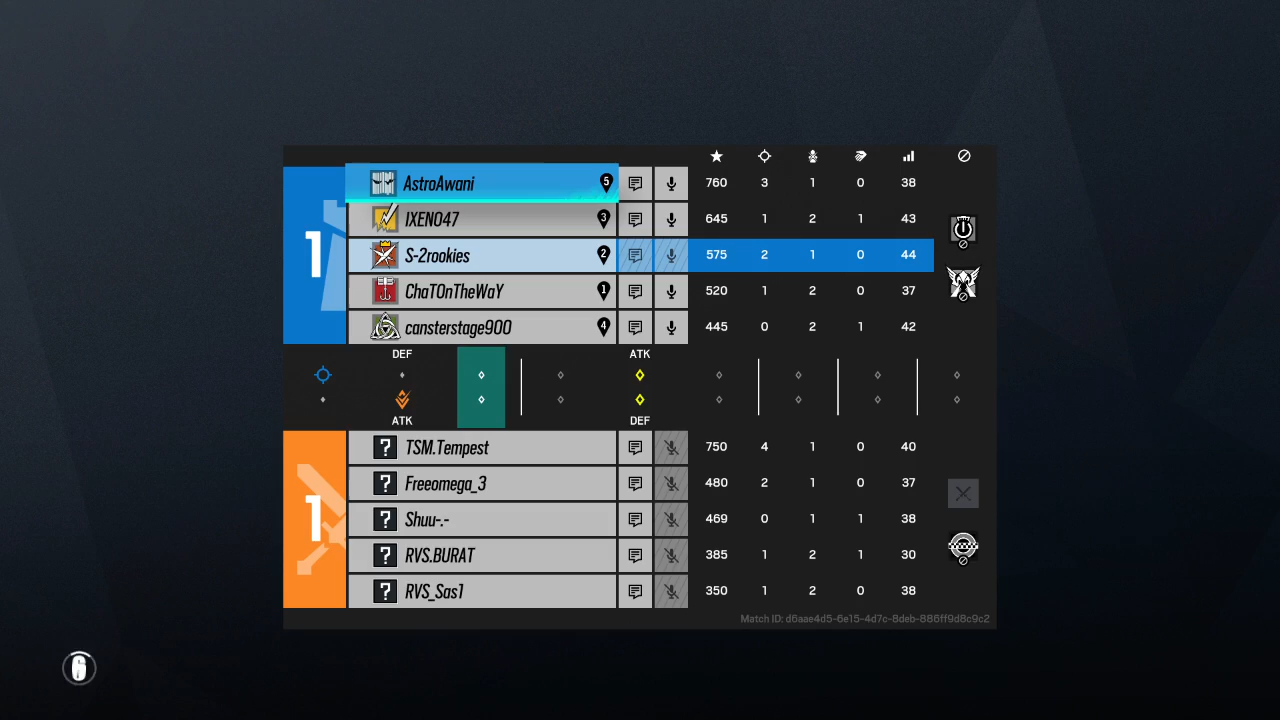 AstroAwani 5 760 3 1 0 38
1
IXENO47 3 645 1 2 1 43
S-2rookies 2 575 2 1 0 44
ChaTOnTheWaY 1 520 1 2 0 37
cansterstage900 4 445 0 2 1 42
DEF ATK
ATK DEF
TSM.Tempest 750 4 1 0 40
1
Freeomega_3 480 2 1 0 37
Shuu-.- 469 0 1 1 38
RVS.BURAT 385 1 2 1 30
RVS_Sas1 350 1 2 0 38
Match ID: d6aae4d5-6e15-4d7c-8deb-886ff9d8c9c2
6